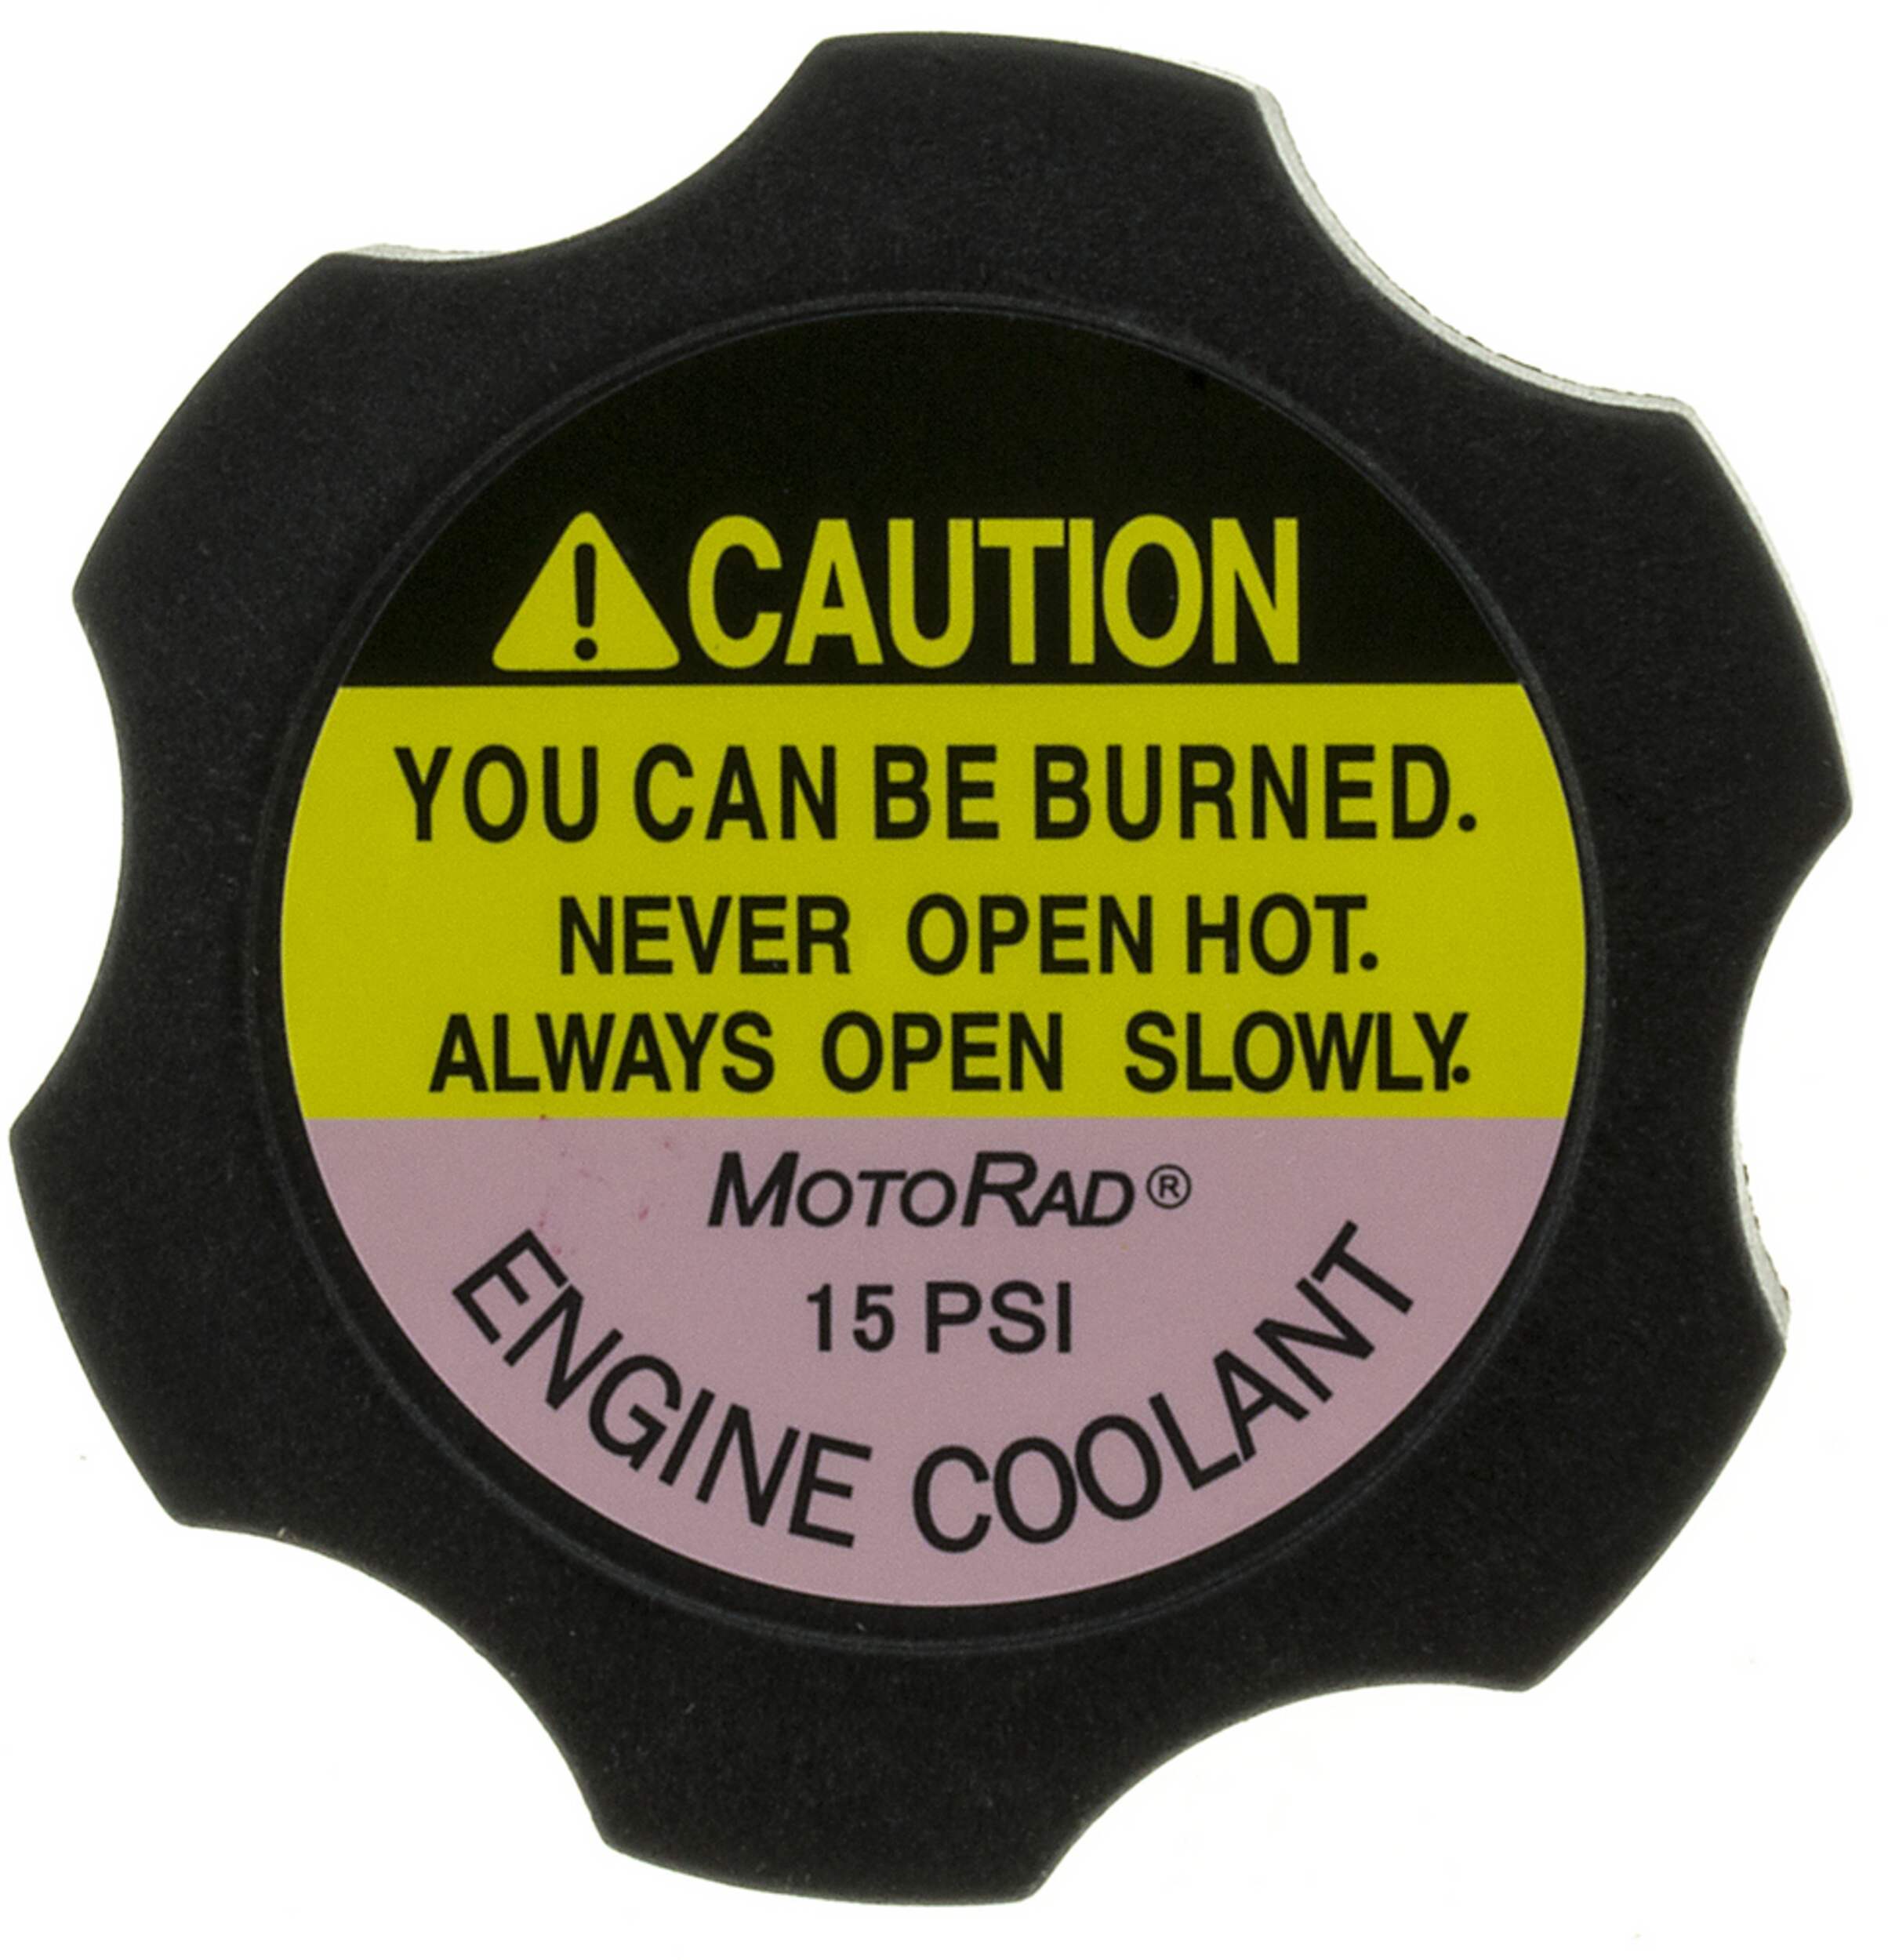 CAUTION
YOU CAN BE BURNED.
NEVER OPEN HOT.
ALWAYS OPEN SLOWLY.
MOTORAD®
15 PSI
ENGINE COOLANT